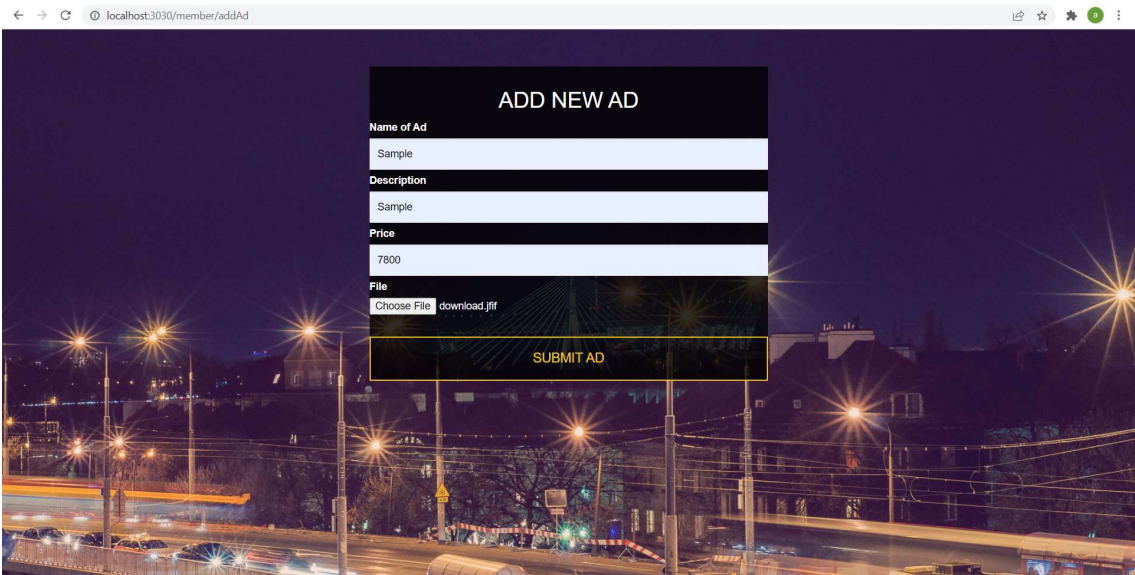 localhost:3030/member/addAd
a
ADD NEW AD
Name of Ad
Sample
Description
Sample
Price
7800
File
Choose File download.jfif
SUBMIT AD